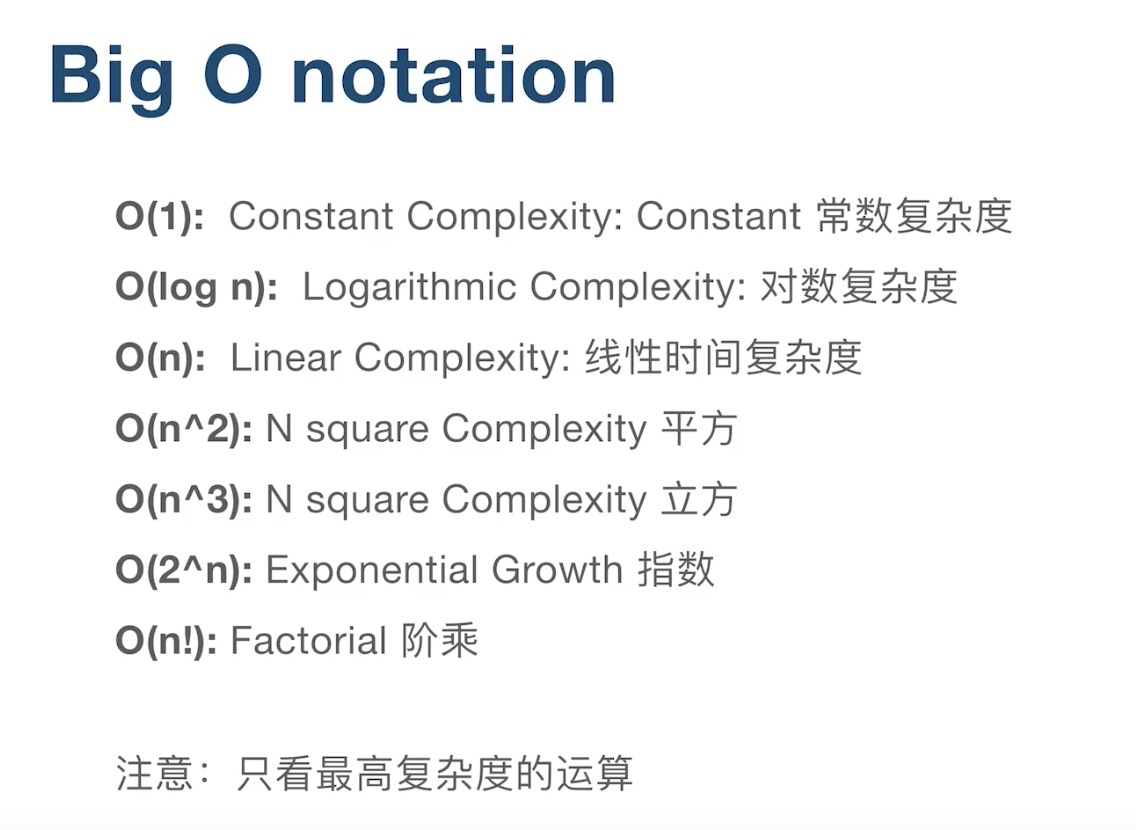 Big O notation
O(1): Constant Complexity: Constant 常数复杂度
O(log n): Logarithmic Complexity: 对数复杂度
O(n): Linear Complexity: 线性时间复杂度
O(n^2): N square Complexity 平方
O(n^3): N square Complexity 立方
O(2^n): Exponential Growth 指数
O(n!): Factorial 阶乘
注意：只看最高复杂度的运算